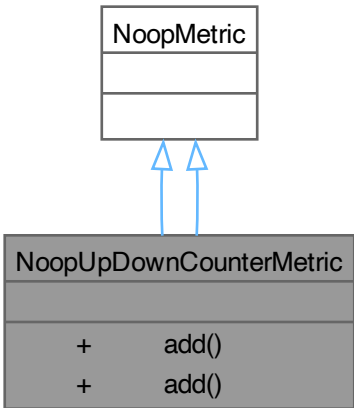 NoopMetric
NoopUpDownCounterMetric
+ add()
+ add()